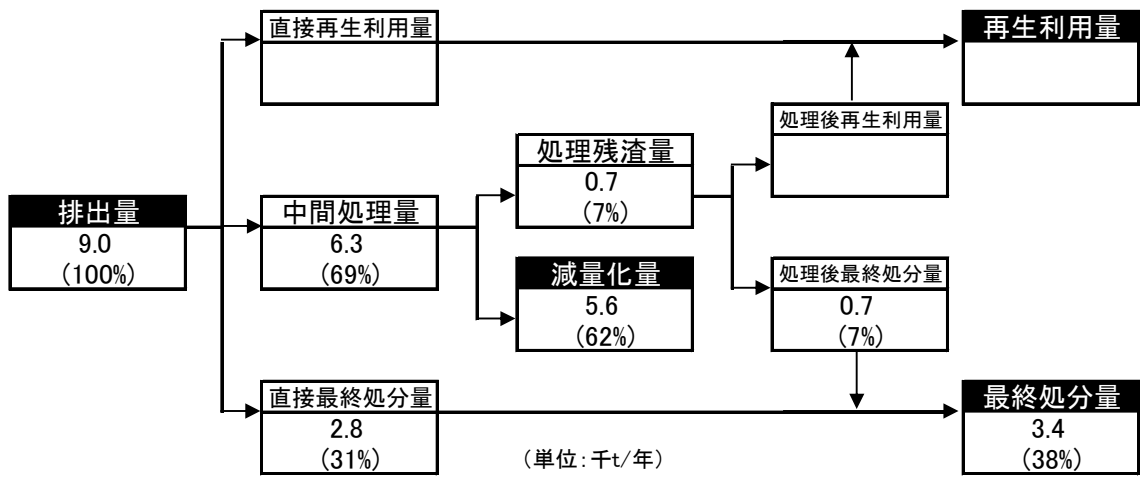 直接再生利用量
再生利用量
処理後再生利用量
処理残渣量
0.7
(7%)
排出量
9.0
(100%)
中間処理量
6.3
(69%)
減量化量
5.6
(62%)
処理後最終処分量
0.7
(7%)
直接最終処分量
2.8
(31%)
最終処分量
3.4
(38%)
(単位:千t/年)